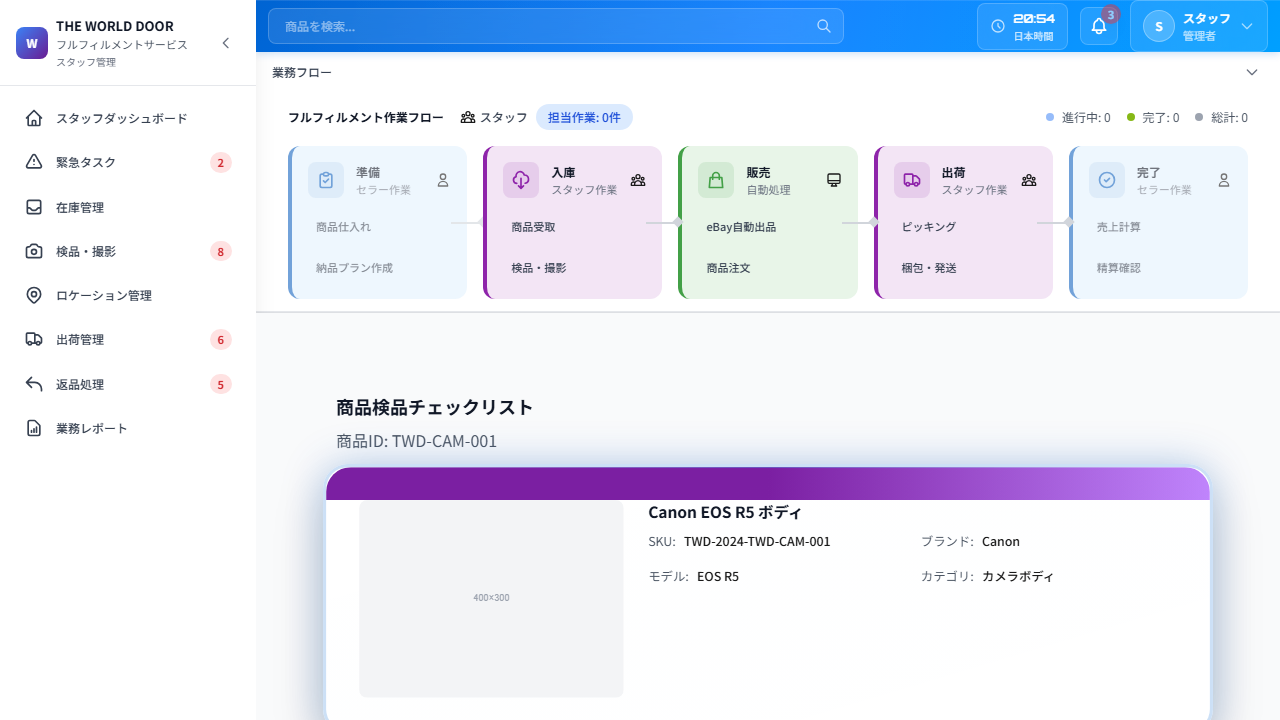 W
THE WORLD DOOR
フルフィルメントサービス
スタッフ管理
スタッフダッシュボード
緊急タスク 2
在庫管理
検品・撮影 8
ロケーション管理
出荷管理 6
返品処理 5
業務レポート
商品を検索...
20:54
日本時間
3
S
スタッフ
管理者
業務フロー
フルフィルメント作業フロー スタッフ 担当作業: 0件
進行中: 0 完了: 0 総計: 0
準備
セラー作業
商品仕入れ
納品プラン作成
入庫
スタッフ作業
商品受取
検品・撮影
販売
自動処理
eBay自動出品
商品注文
出荷
スタッフ作業
ピッキング
梱包・発送
完了
セラー作業
売上計算
精算確認
商品検品チェックリスト
商品ID: TWD-CAM-001
400×300
Canon EOS R5 ボディ
SKU: TWD-2024-TWD-CAM-001 ブランド: Canon
モデル: EOS R5 カテゴリ: カメラボディ